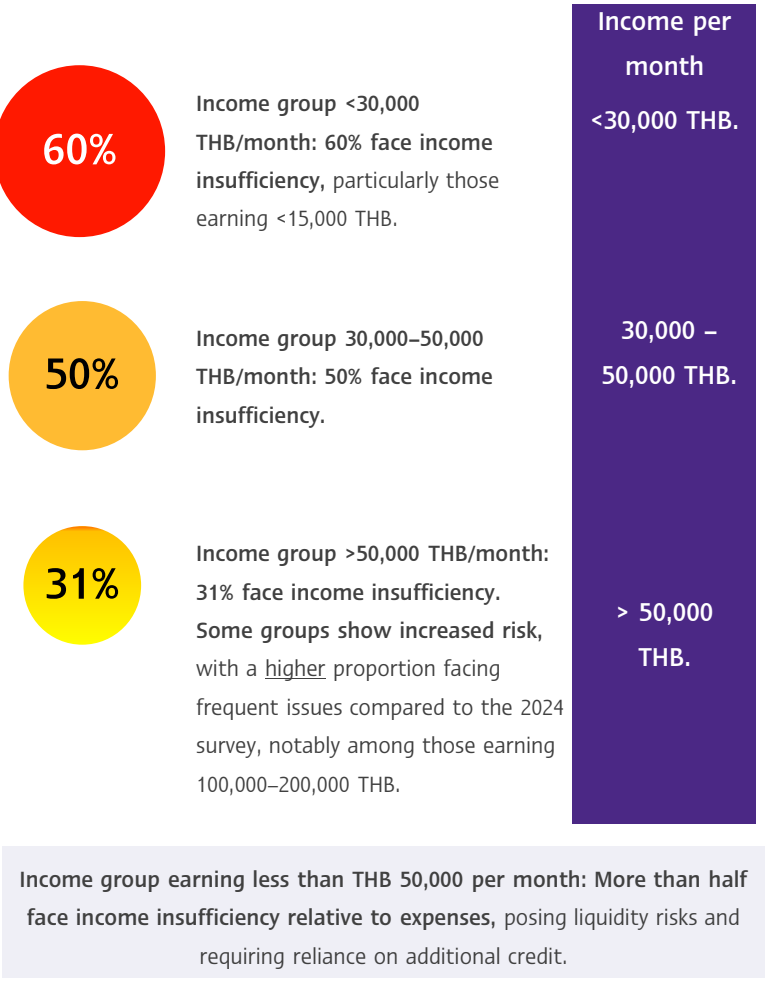 Income per
month
60%
Income group <30,000
THB/month: 60% face income
insufficiency, particularly those
earning <15,000 THB.
<30,000 THB.
50%
Income group 30,000–50,000
THB/month: 50% face income
insufficiency.
30,000 –
50,000 THB.
31%
Income group >50,000 THB/month:
31% face income insufficiency.
Some groups show increased risk,
with a higher proportion facing
frequent issues compared to the 2024
survey, notably among those earning
100,000–200,000 THB.
> 50,000
THB.
Income group earning less than THB 50,000 per month: More than half
face income insufficiency relative to expenses, posing liquidity risks and
requiring reliance on additional credit.